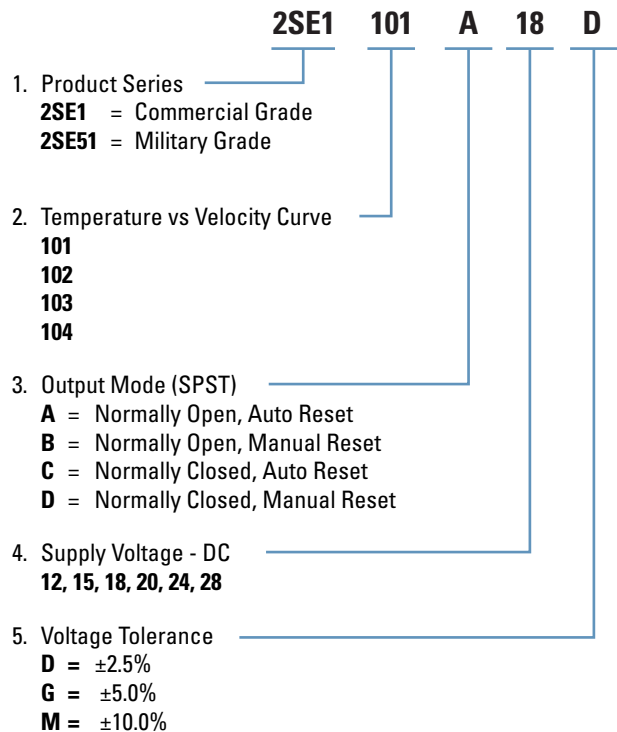 2SE1 101 A 18 D
1. Product Series
2SE1 = Commercial Grade
2SE51 = Military Grade
2. Temperature vs Velocity Curve
101
102
103
104
3. Output Mode (SPST)
A = Normally Open, Auto Reset
B = Normally Open, Manual Reset
C = Normally Closed, Auto Reset
D = Normally Closed, Manual Reset
4. Supply Voltage - DC
12, 15, 18, 20, 24, 28
5. Voltage Tolerance
D = ±2.5%
G = ±5.0%
M = ±10.0%